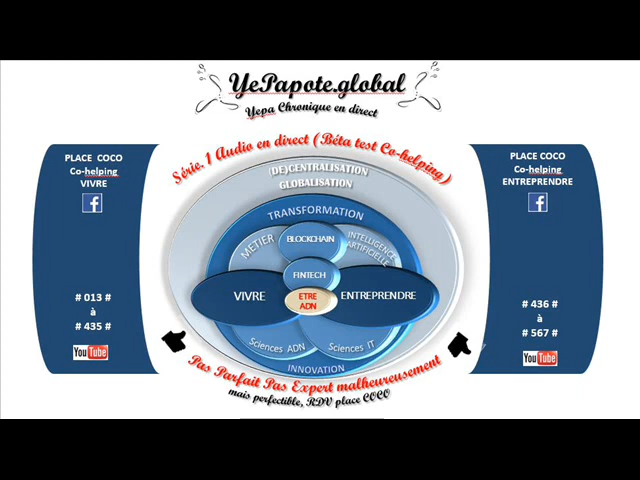 YePapote.global
Yepa Chronique en direct
Série, 1 Audio en direct (Béta test Co-helping)
PLACE COCO
Co-helping
VIVRE
f
# 013 #
à
# 435 #
YouTube
(DE)CENTRALISATION
GLOBALISATION
TRANSFORMATION
METIER
BLOCKCHAIN
INTELLIGENCE
ARTIFICIELLE
FINTECH
VIVRE
ETRE
ADN
ENTREPRENDRE
Sciences ADN
Sciences IT
INNOVATION
PLACE COCO
Co-helping
ENTREPRENDRE
f
# 436 #
à
# 567 #
YouTube
Pas Parfait Pas Expert malheureusement
mais perfectible, RDV place COCO